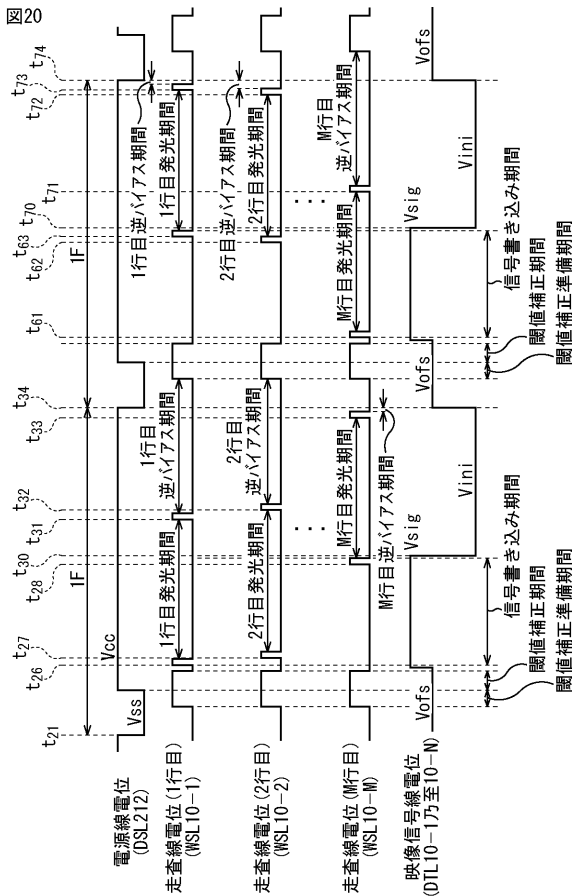 図20
t21
t26
t27
t28
t30
t31
t32
t33
t34
t61
t62
t63
t70
t71
t72
t73
t74
1F
1F
電源線電位
(DSL212)
Vss
Vcc
走査線電位(1行目)
(WSL10-1)
1行目発光期間
1行目
逆バイアス期間
1行目発光期間
1行目逆バイアス期間
走査線電位(2行目)
(WSL10-2)
2行目発光期間
2行目
逆バイアス期間
2行目発光期間
2行目逆バイアス期間
・・・
・・・
走査線電位(M行目)
(WSL10-M)
M行目発光期間
M行目逆バイアス期間
M行目発光期間
M行目
逆バイアス期間
映像信号線電位
(DTL10-1乃至10-N)
Vofs
Vsig
Vini
Vofs
Vsig
Vini
Vofs
信号書き込み期間
閾値補正期間
閾値補正準備期間
信号書き込み期間
閾値補正期間
閾値補正準備期間